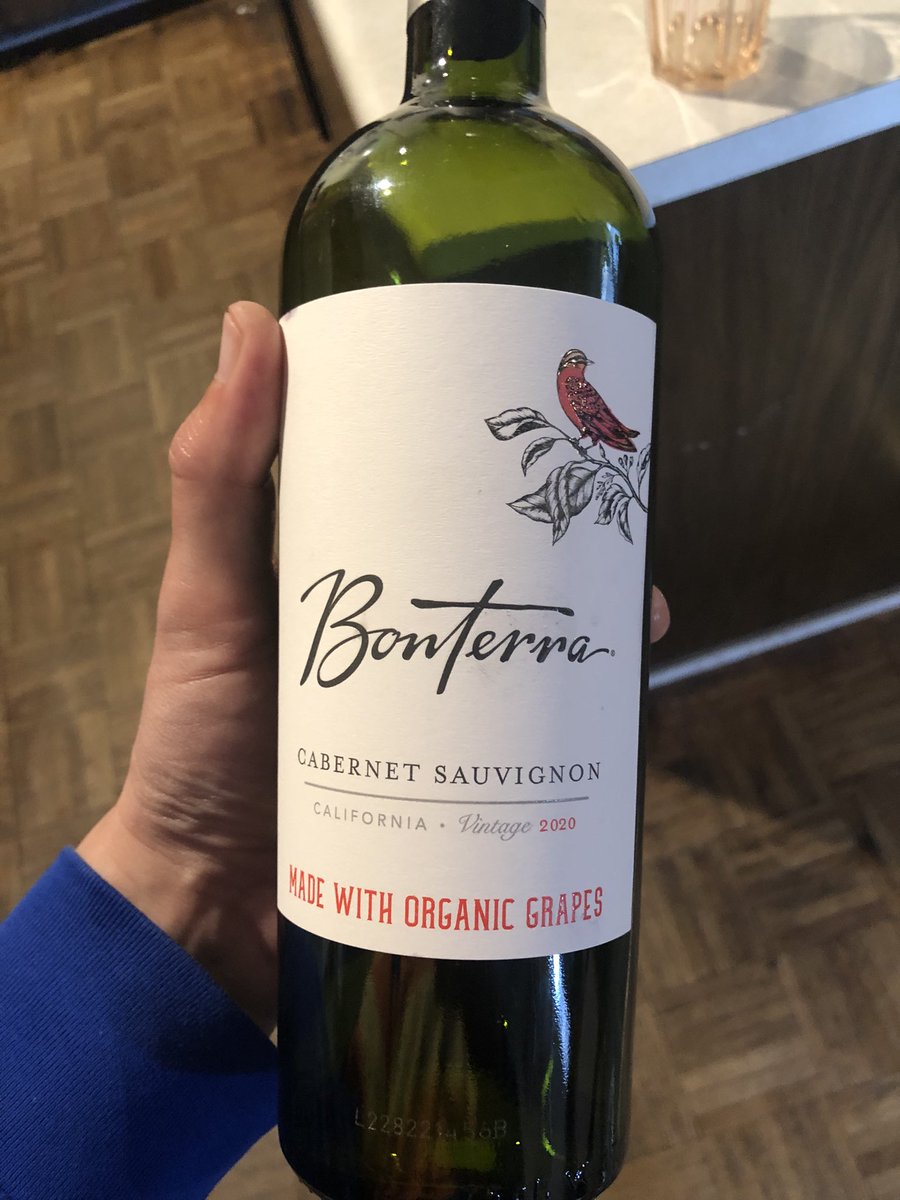 Bonterra®
CABERNET SAUVIGNON
CALIFORNIA • Vintage 2020
MADE WITH ORGANIC GRAPES